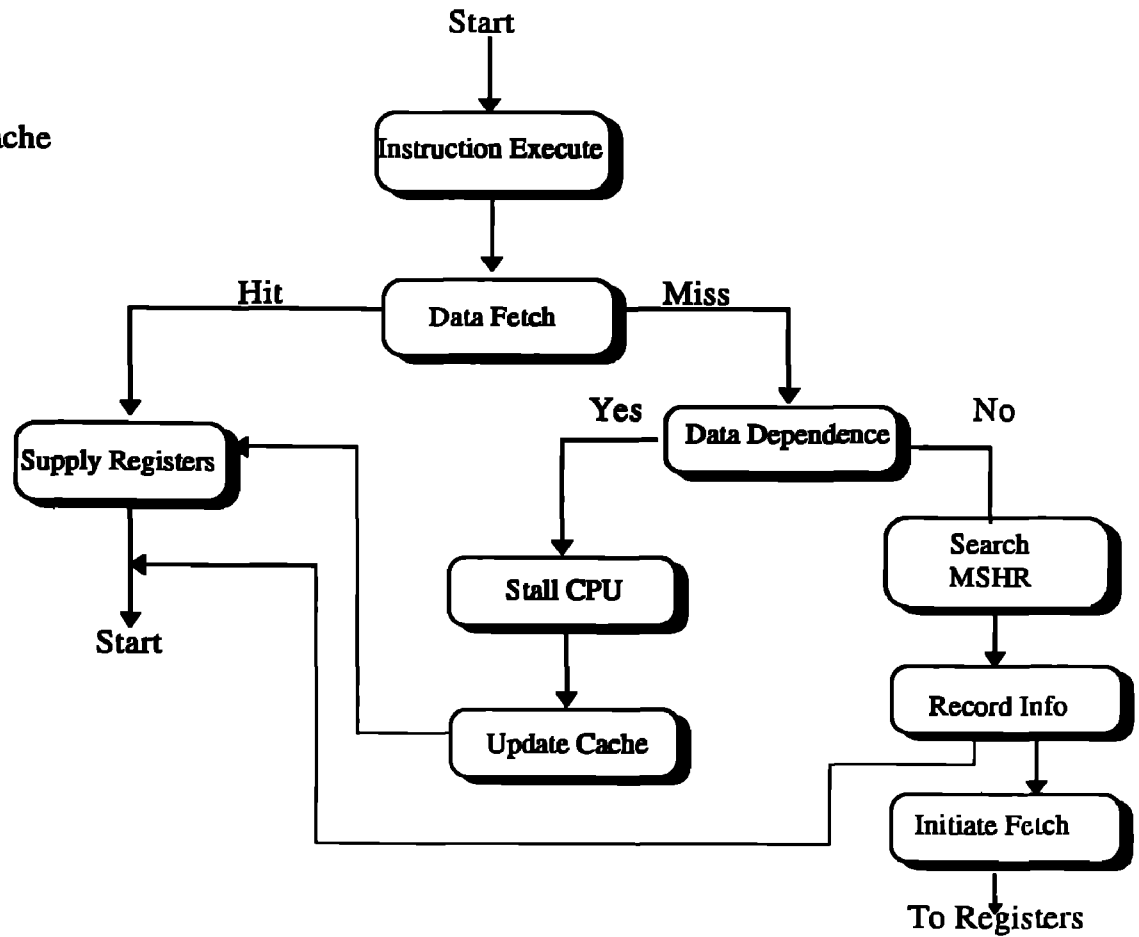 Start
ache
Instruction Execute
Hit
Miss
Data Fetch
Yes
No
Data Dependence
Supply Registers
Search
MSHR
Stall CPU
Start
Record Info
Update Cache
Initiate Fetch
To Registers